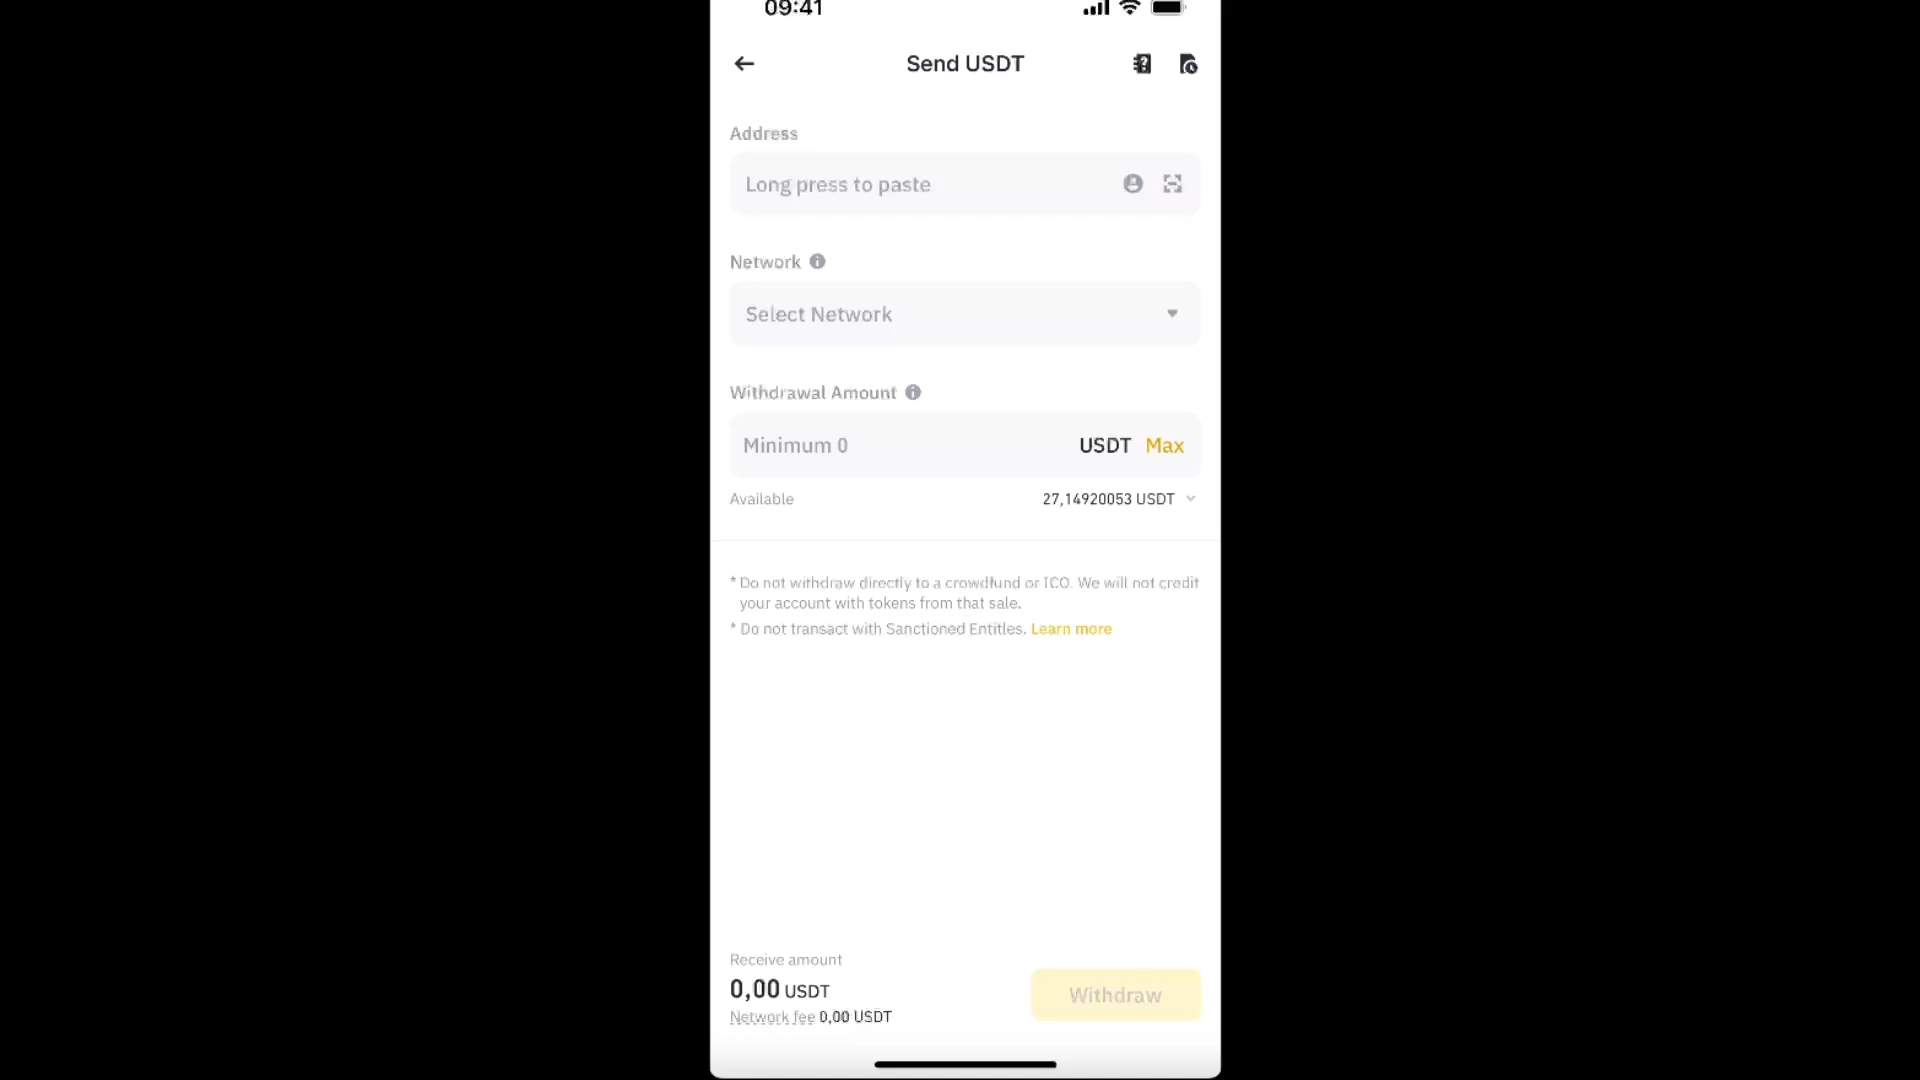 09:41
Send USDT
Address
Long press to paste
Network
Select Network
Withdrawal Amount
Minimum 0 USDT Max
Available 27,14920053 USDT
* Do not withdraw directly to a crowdfund or ICO. We will not credit
your account with tokens from that sale.
* Do not transact with Sanctioned Entitles. Learn more
Receive amount
0,00 USDT
Network fee 0,00 USDT
Withdraw